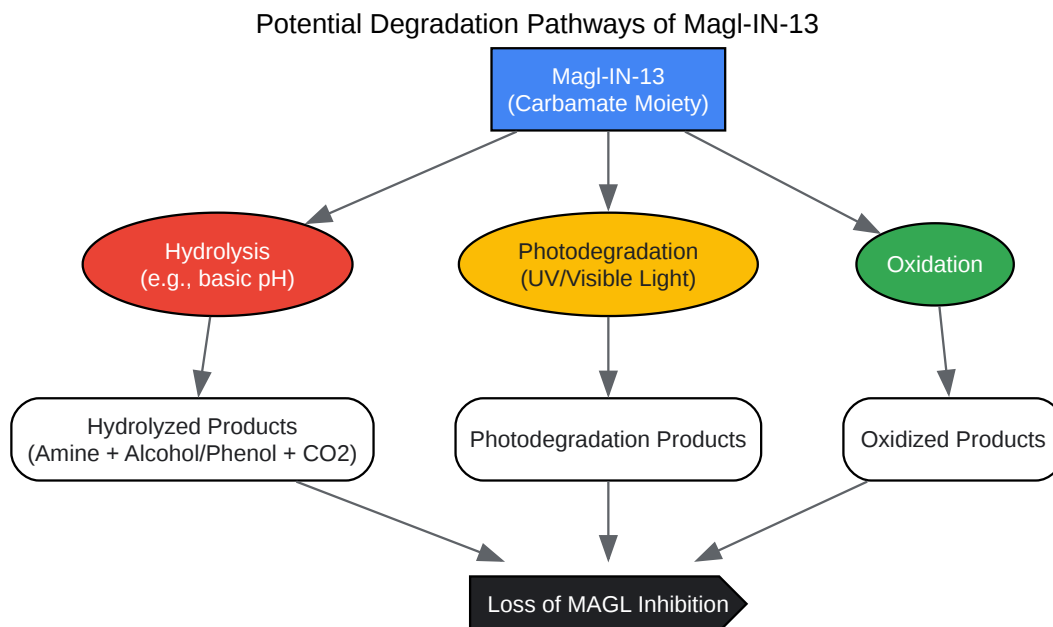 Potential Degradation Pathways of Magl-IN-13
Magl-IN-13
(Carbamate Moiety)
Hydrolysis
(e.g., basic pH)
Photodegradation
(UV/Visible Light)
Oxidation
Hydrolyzed Products
(Amine + Alcohol/Phenol + CO2)
Photodegradation Products
Oxidized Products
Loss of MAGL Inhibition